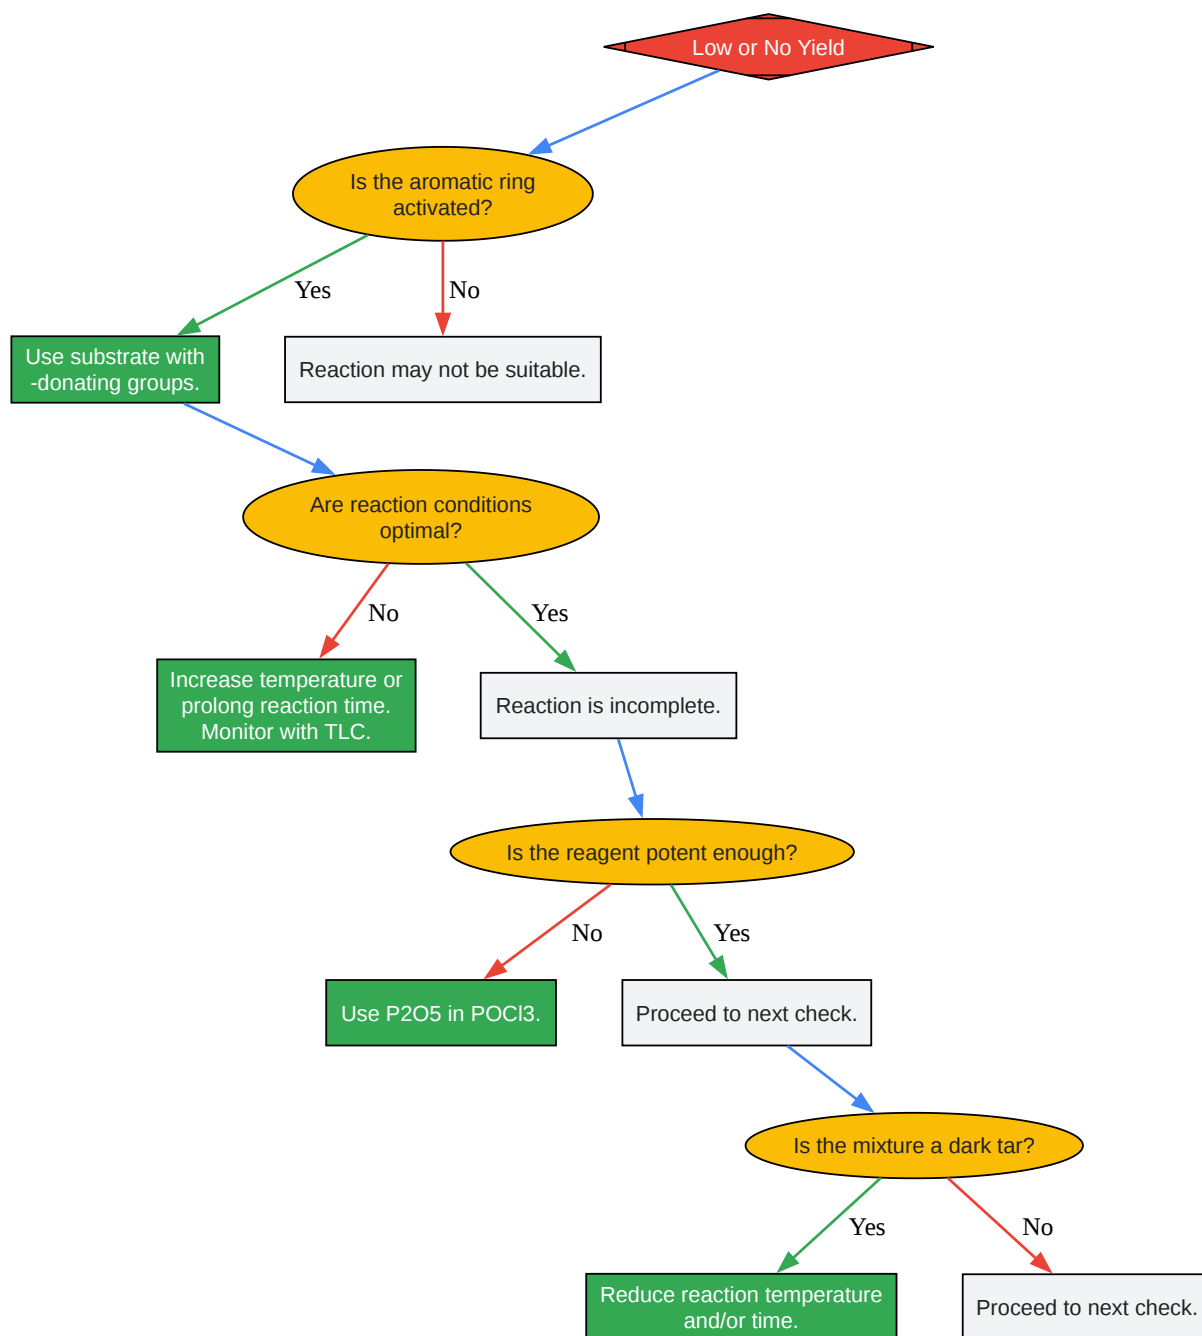 Low or No Yield
Is the aromatic ring
activated?
Yes
No
Use substrate with
-donating groups.
Reaction may not be suitable.
Are reaction conditions
optimal?
No
Yes
Increase temperature or
prolong reaction time.
Monitor with TLC.
Reaction is incomplete.
Is the reagent potent enough?
No
Yes
Use P2O5 in POCl3.
Proceed to next check.
Is the mixture a dark tar?
Yes
No
Reduce reaction temperature
and/or time.
Proceed to next check.